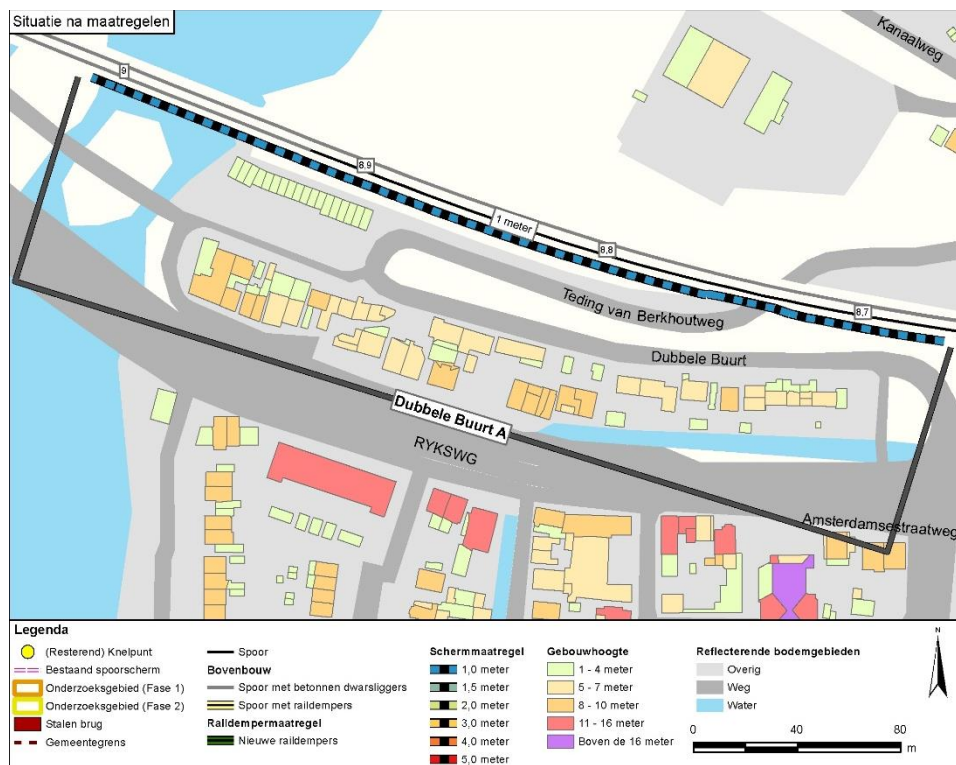 Situatie na maatregelen
Kanaalweg
9
8,9
1 meter
8,8
8,7
Teding van Berkhoutweg
Dubbele Buurt
Dubbele Buurt A
RYKSWG
Amsterdamsestraatweg
Legenda
(Resterend) Knelpunt
Bestaand spoorscherm
Onderzoeksgebied (Fase 1)
Onderzoeksgebied (Fase 2)
Stalen brug
Gemeentegrens
Spoor
Bovenbouw
Spoor met betonnen dwarsliggers
Spoor met raildempers
Raildempermaatregel
Nieuwe raildempers
Schermmaatregel
1,0 meter
1,5 meter
2,0 meter
3,0 meter
4,0 meter
5,0 meter
Gebouwhoogte
1 - 4 meter
5 - 7 meter
8 - 10 meter
11 - 16 meter
Boven de 16 meter
Reflecterende bodemgebieden
Overig
Weg
Water
N
0 40 80
m